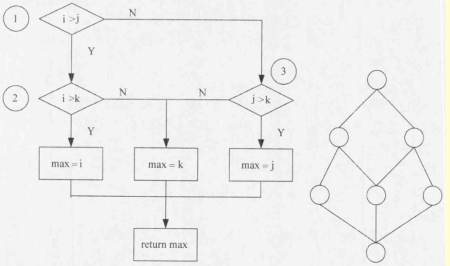 1
i >j
N
Y
3
2
i >k
N
N
j >k
Y
Y
max = i
max = k
max = j
return max